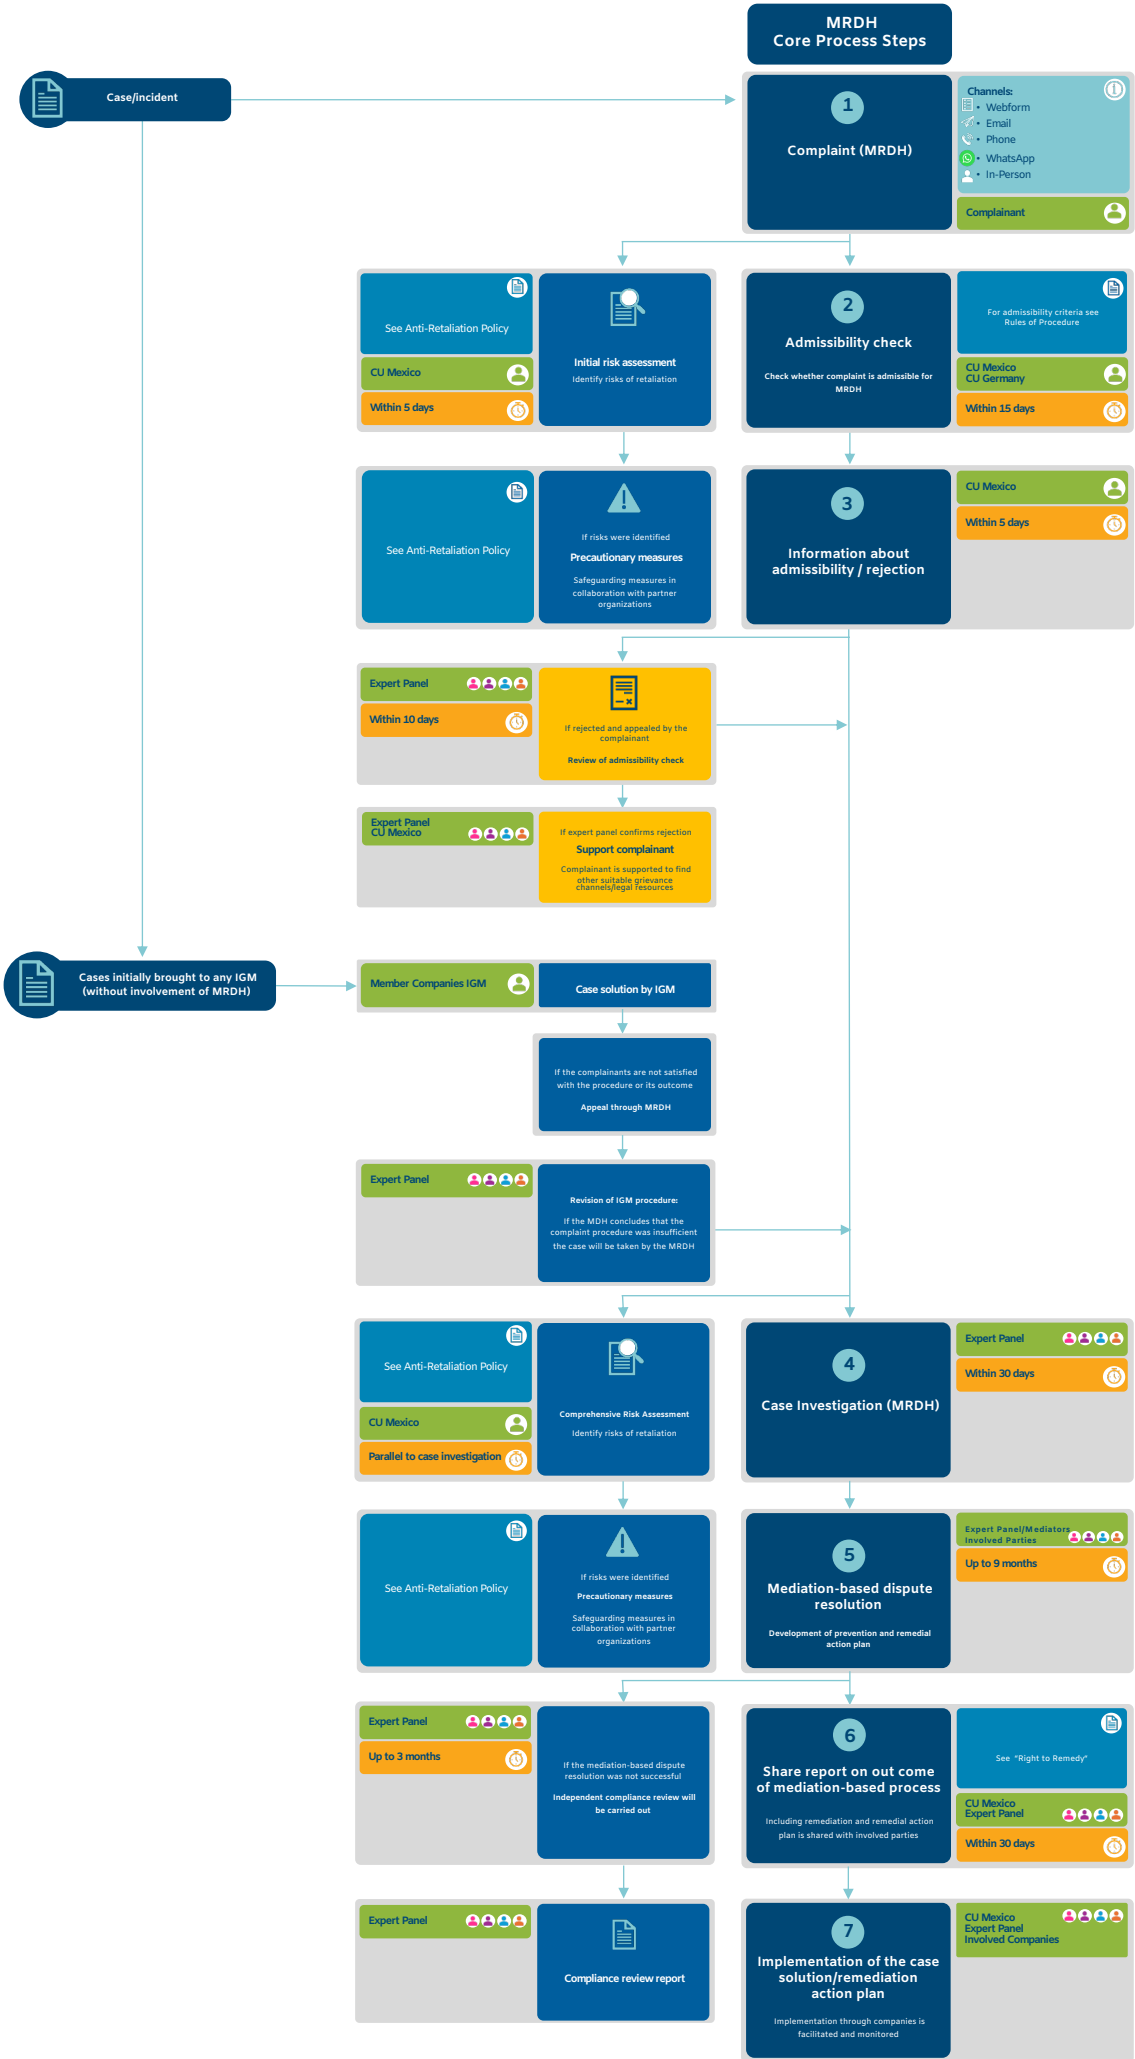 MRDH
Core Process Steps
Case/incident
1
Complaint (MRDH)
Channels:
• Webform
• Email
• Phone
• WhatsApp
• In-Person
Complainant
See Anti-Retaliation Policy
CU Mexico
Within 5 days
Initial risk assessment
Identify risks of retaliation
2
Admissibility check
Check whether complaint is admissible for
MRDH
For admissibility criteria see
Rules of Procedure
CU Mexico
CU Germany
Within 15 days
See Anti-Retaliation Policy
If risks were identified
Precautionary measures
Safeguarding measures in
collaboration with partner
organizations
3
Information about
admissibility / rejection
CU Mexico
Within 5 days
Expert Panel
Within 10 days
If rejected and appealed by the
complainant
Review of admissibility check
Expert Panel
CU Mexico
If expert panel confirms rejection
Support complainant
Complainant is supported to find
other suitable grievance
channels/legal resources
Cases initially brought to any IGM
(without involvement of MRDH)
Member Companies IGM
Case solution by IGM
If the complainants are not satisfied
with the procedure or its outcome
Appeal through MRDH
Expert Panel
Revision of IGM procedure:
If the MDH concludes that the
complaint procedure was insufficient
the case will be taken by the MRDH
See Anti-Retaliation Policy
CU Mexico
Parallel to case investigation
Comprehensive Risk Assessment
Identify risks of retaliation
4
Case Investigation (MRDH)
Expert Panel
Within 30 days
See Anti-Retaliation Policy
If risks were identified
Precautionary measures
Safeguarding measures in
collaboration with partner
organizations
5
Mediation-based dispute
resolution
Development of prevention and remedial
action plan
Expert Panel/Mediators
Involved Parties
Up to 9 months
Expert Panel
Up to 3 months
If the mediation-based dispute
resolution was not successful
Independent compliance review will
be carried out
6
Share report on out come
of mediation-based process
Including remediation and remedial action
plan is shared with involved parties
See "Right to Remedy"
CU Mexico
Expert Panel
Within 30 days
Expert Panel
Compliance review report
7
Implementation of the case
solution/remediation
action plan
Implementation through companies is
facilitated and monitored
CU Mexico
Expert Panel
Involved Companies